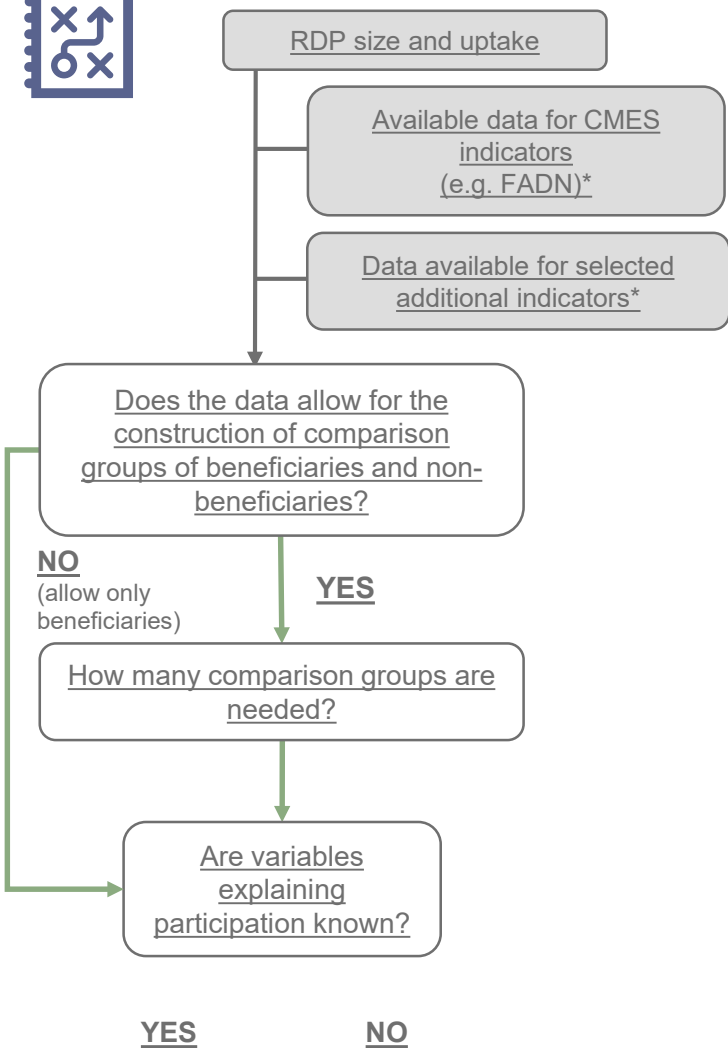 RDP size and uptake
Available data for CMES
indicators
(e.g. FADN)*
Data available for selected
additional indicators*
Does the data allow for the
construction of comparison
groups of beneficiaries and non-
beneficiaries?
NO
(allow only
beneficiaries)
YES
How many comparison groups are
needed?
Are variables
explaining
participation known?
YES
NO